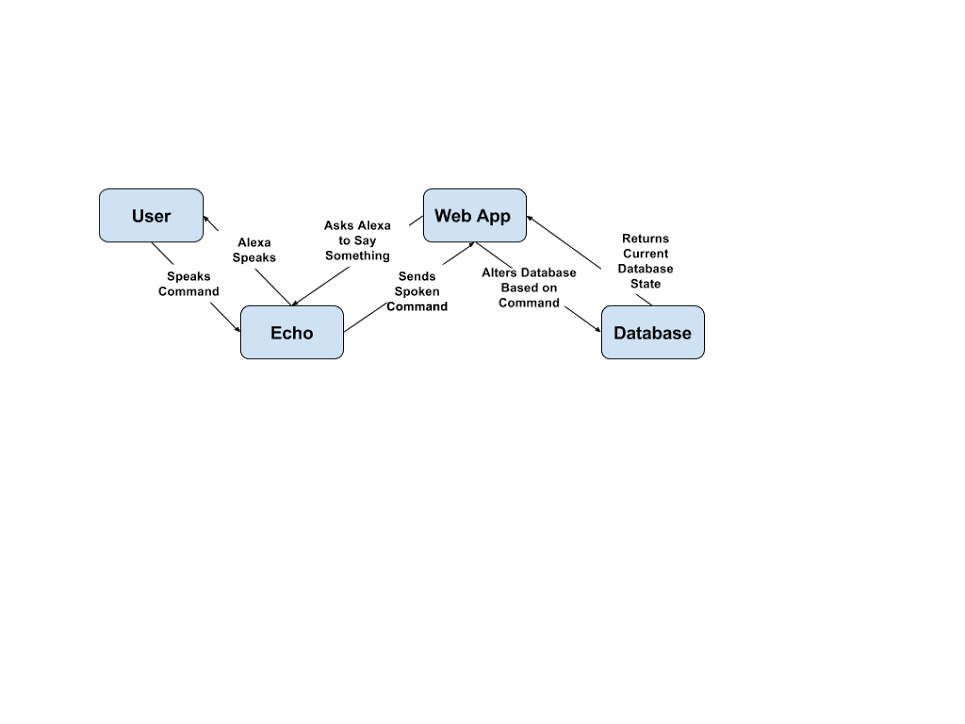 User
Web App
Asks Alexa
to Say
Something
Alexa
Speaks
Returns
Current
Database
State
Speaks
Command
Sends
Spoken
Command
Alters Database
Based on
Command
Echo
Database